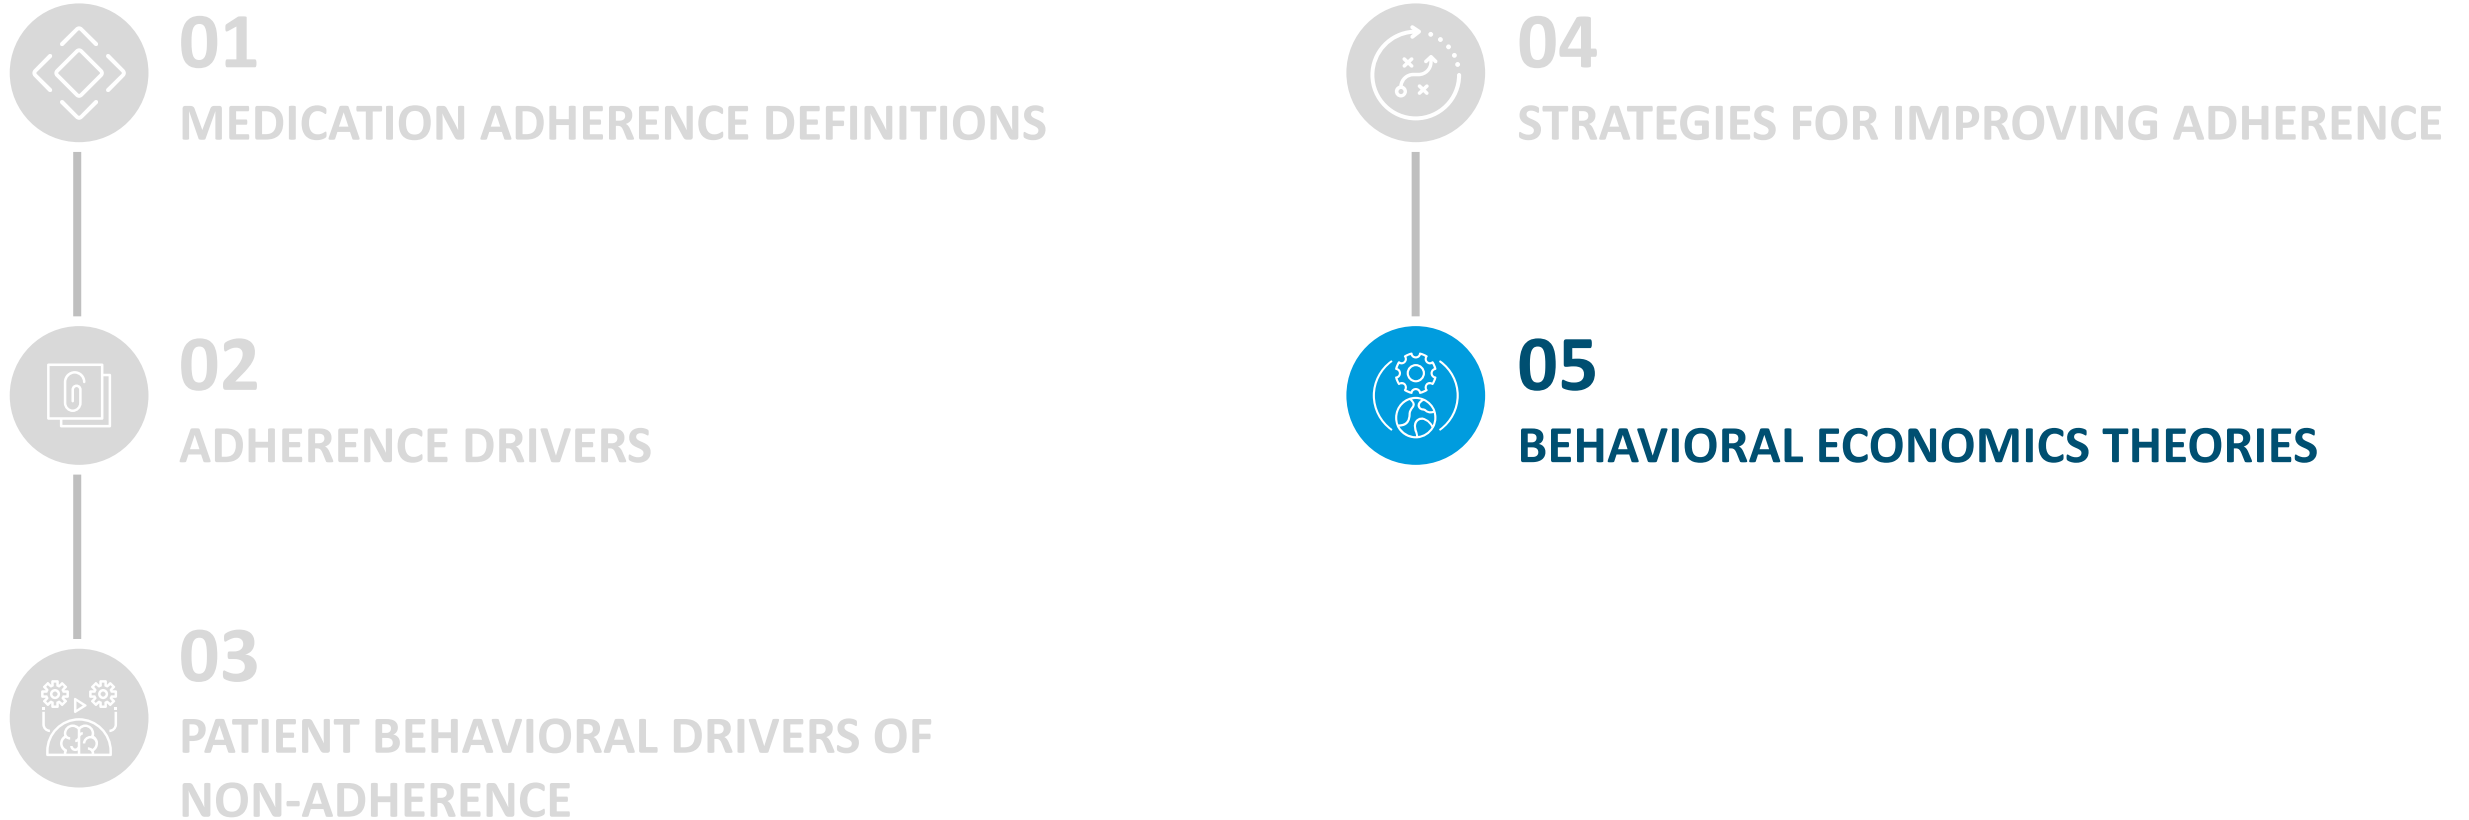 01
MEDICATION ADHERENCE DEFINITIONS
02
ADHERENCE DRIVERS
03
PATIENT BEHAVIORAL DRIVERS OF
NON-ADHERENCE
04
STRATEGIES FOR IMPROVING ADHERENCE
05
BEHAVIORAL ECONOMICS THEORIES